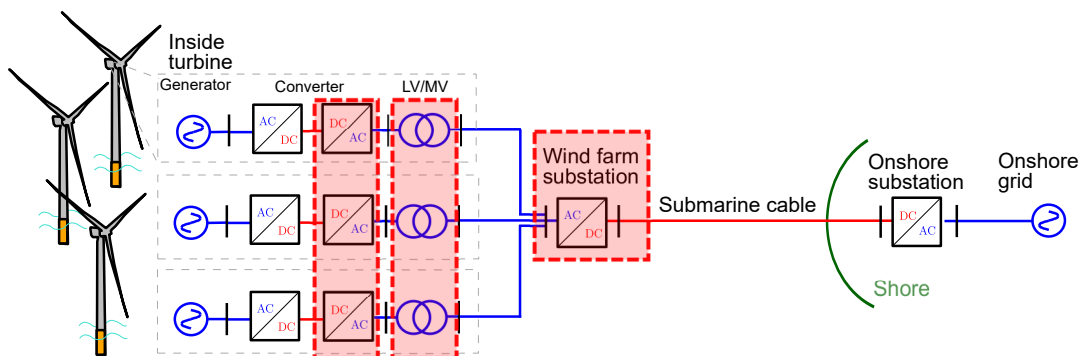 Inside
turbine
Generator
Converter
LV/MV
AC
DC
DC
AC
AC
DC
DC
AC
AC
DC
DC
AC
Wind farm
substation
AC
DC
Submarine cable
Shore
Onshore
substation
DC
AC
Onshore
grid